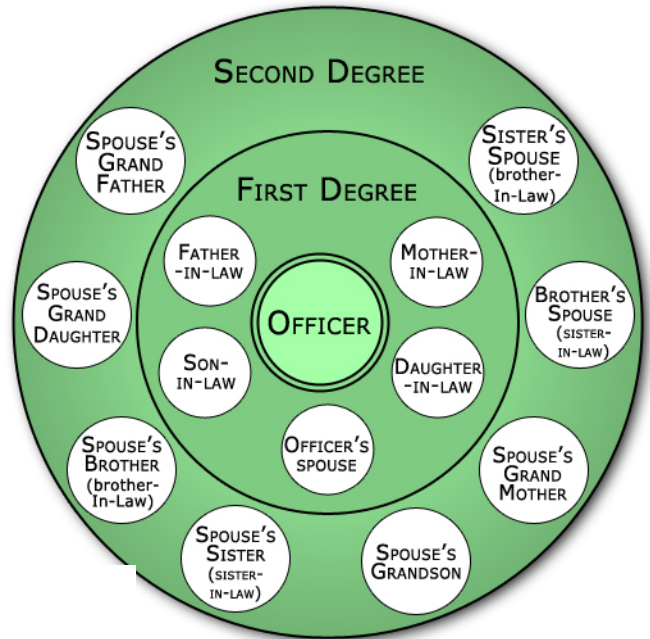 SECOND DEGREE
SPOUSE'S
GRAND
FATHER
SISTER'S
SPOUSE
(brother-
In-Law)
FIRST DEGREE
FATHER
-IN-LAW
MOTHER-
IN-LAW
SPOUSE'S
GRAND
DAUGHTER
OFFICER
BROTHER'S
SPOUSE
(SISTER-
IN-LAW)
SON-
IN-LAW
DAUGHTER
-IN-LAW
OFFICER'S
SPOUSE
SPOUSE'S
BROTHER
(brother-
In-Law)
SPOUSE'S
GRAND
MOTHER
SPOUSE'S
SISTER
(SISTER-
IN-LAW)
SPOUSE'S
GRANDSON